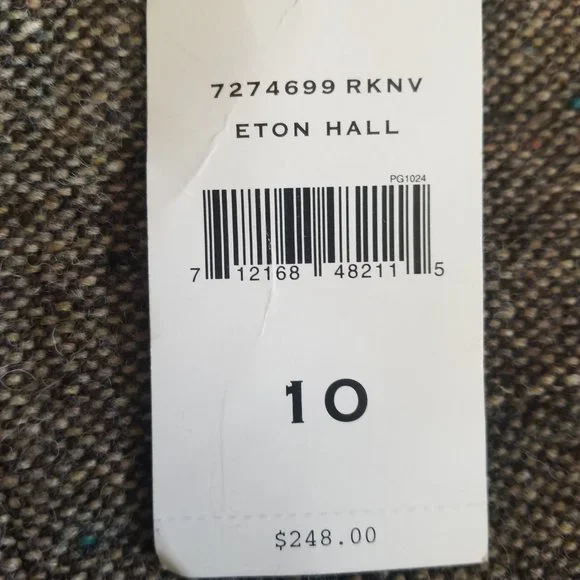 7274699 RKNV
ETON HALL
PG1024
7 12168 48211 5
10
$248.00